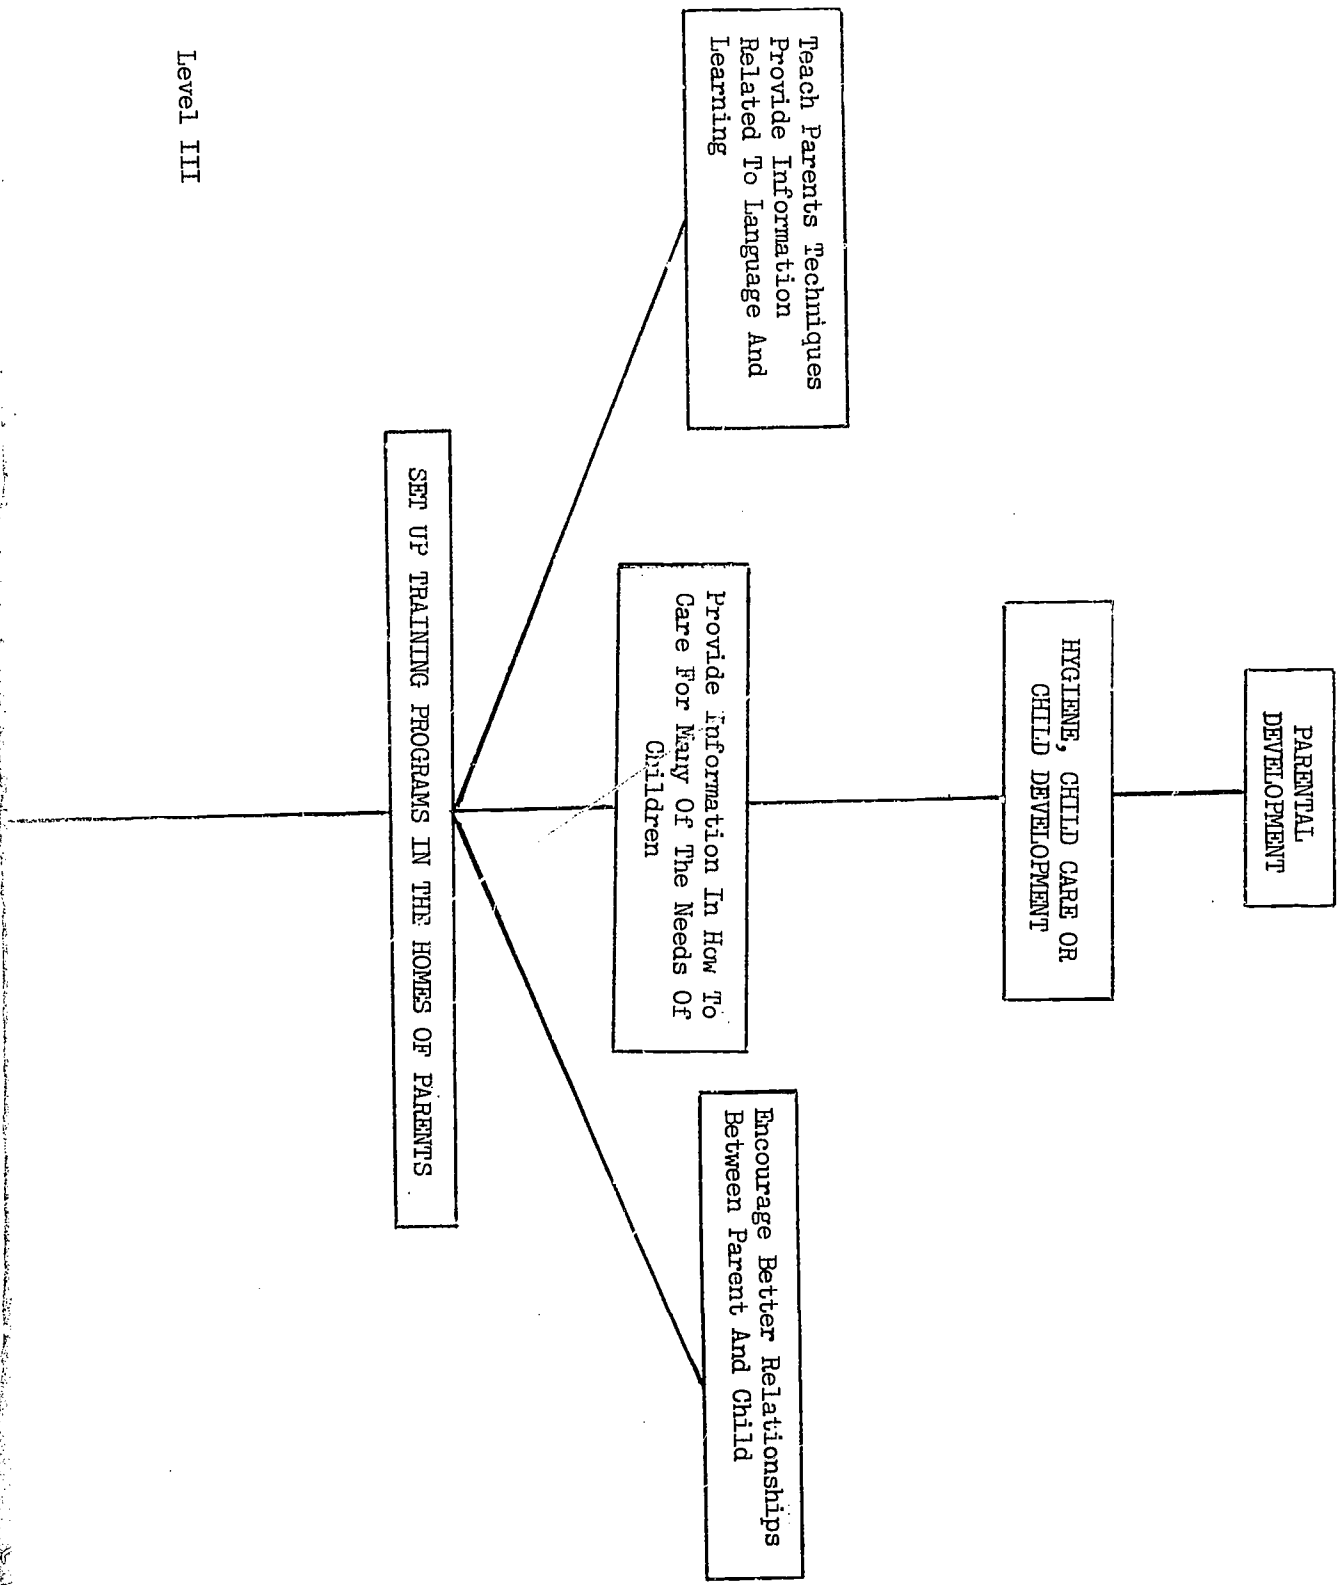 PARENTAL
DEVELOPMENT
HYGIENE, CHILD CARE OR
CHILD DEVELOPMENT
Teach Parents Techniques
Provide Information
Related To Language And
Learning
Provide Information In How To
Care For Many Of The Needs Of
Children
Encourage Better Relationships
Between Parent And Child
SET UP TRAINING PROGRAMS IN THE HOMES OF PARENTS
Level III